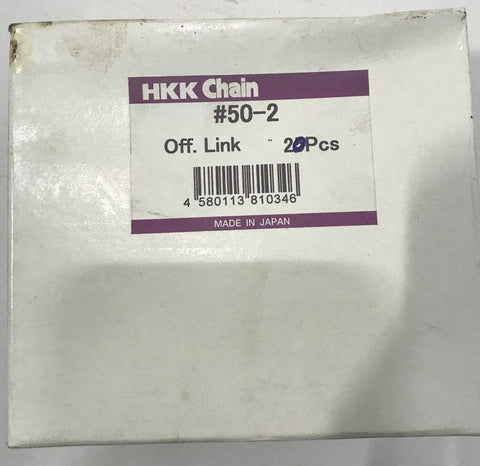 HKK Chain
#50-2
Off. Link 20Pcs
4 580113 810346
MADE IN JAPAN